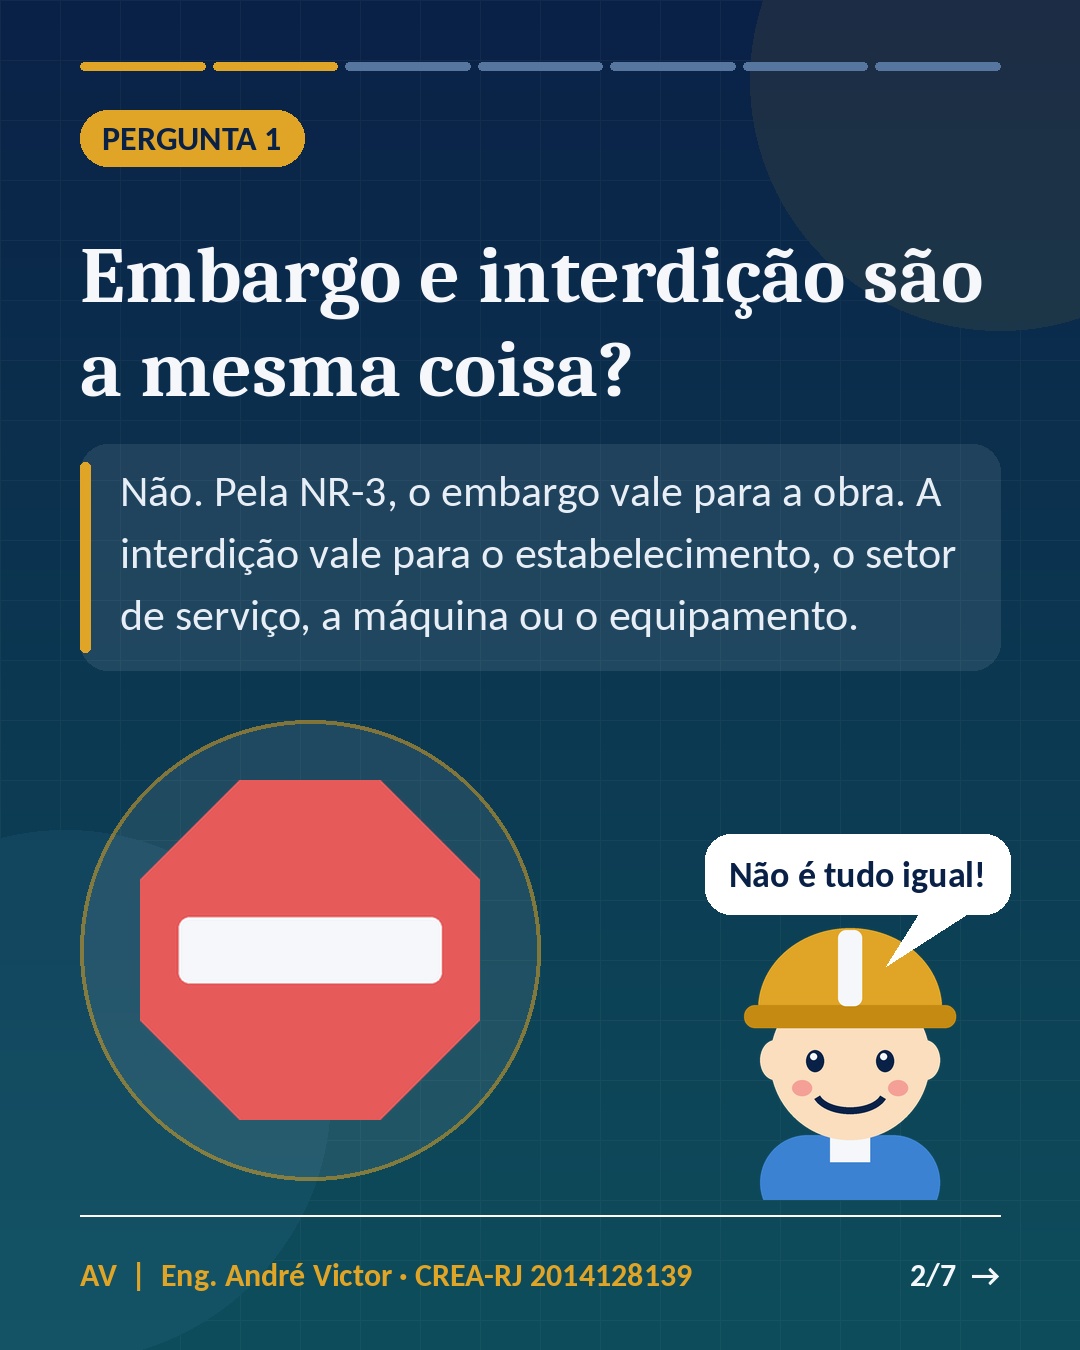 PERGUNTA 1
Embargo e interdição são
a mesma coisa?
Não. Pela NR-3, o embargo vale para a obra. A
interdição vale para o estabelecimento, o setor
de serviço, a máquina ou o equipamento.
Não é tudo igual!
AV | Eng. André Victor · CREA-RJ 2014128139
2/7 →